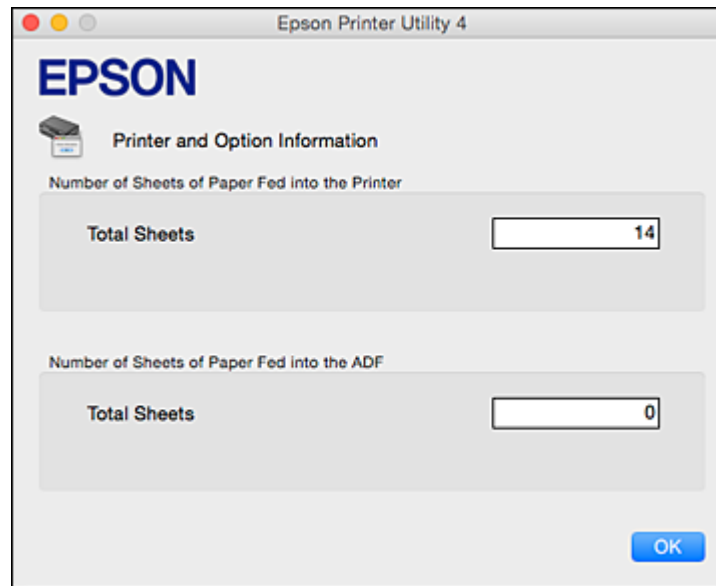 Epson Printer Utility 4
EPSON
Printer and Option Information
Number of Sheets of Paper Fed into the Printer
Total Sheets 14
Number of Sheets of Paper Fed into the ADF
Total Sheets 0
OK